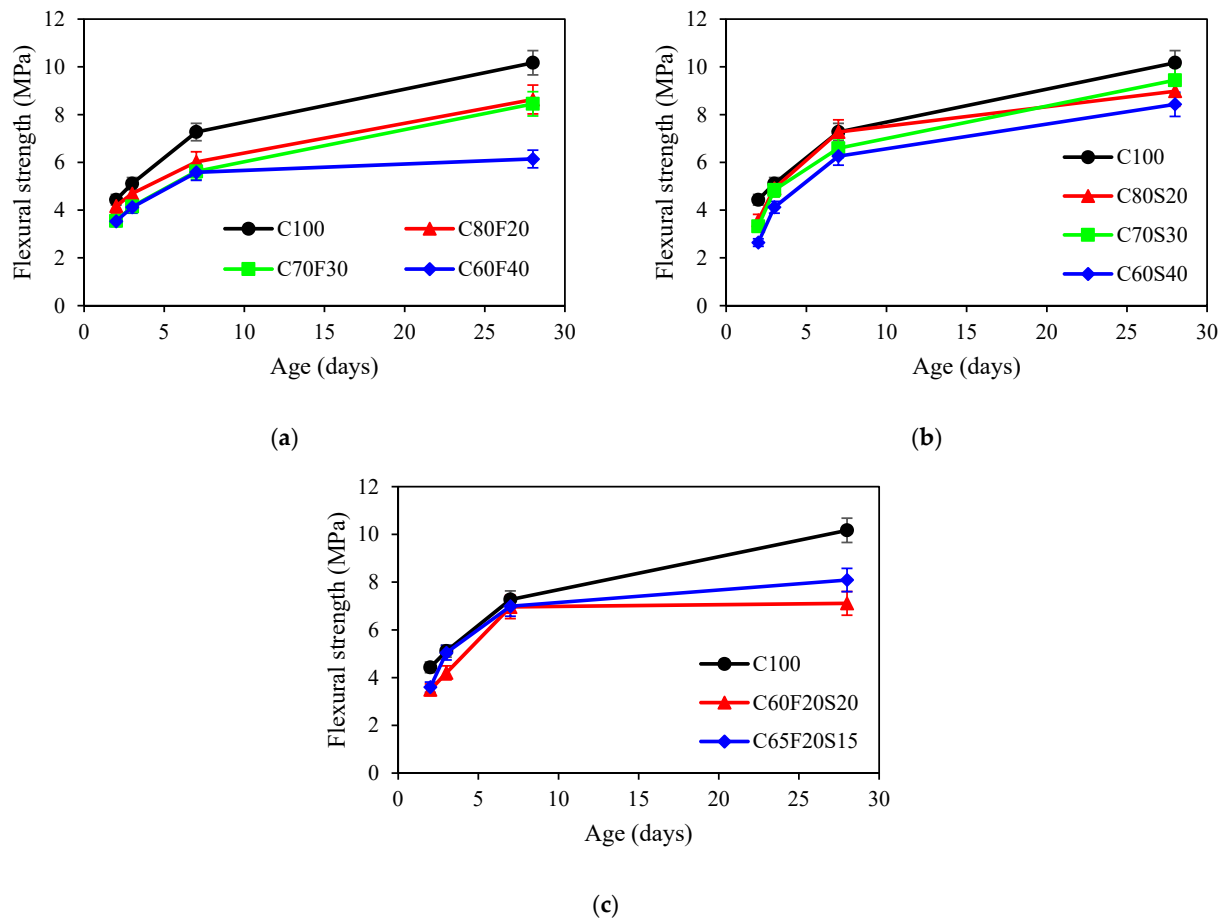 12
10
8
6
4
2
0
Flexural strength (MPa)
C100
C80F20
C70F30
C60F40
0 5 10 15 20 25 30
Age (days)
(a)
12
10
8
6
4
2
0
Flexural strength (MPa)
C100
C80S20
C70S30
C60S40
0 5 10 15 20 25 30
Age (days)
(b)
12
10
8
6
4
2
0
Flexural strength (MPa)
C100
C60F20S20
C65F20S15
0 5 10 15 20 25 30
Age (days)
(c)